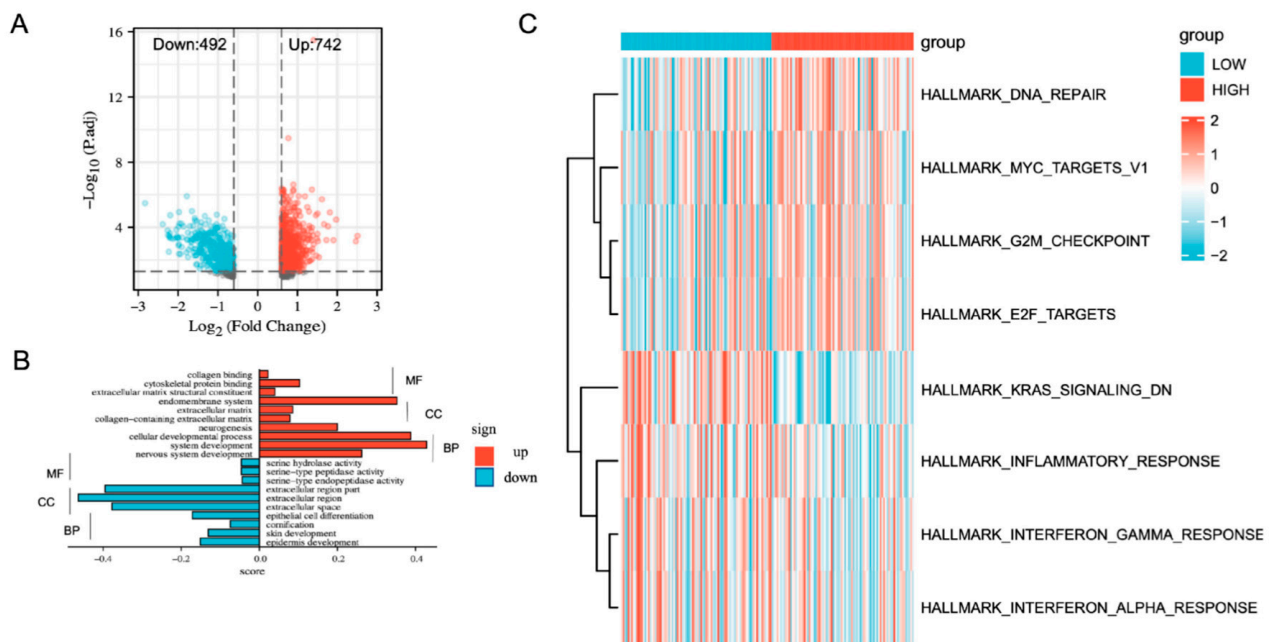 A
16
12
8
4
Down:492
Up:742
−Log10 (P.adj)
−3
−2
−1
0
1
2
3
Log2 (Fold Change)
B
collagen binding
cytoskeletal protein binding
extracellular matrix structural constituent
endomembrane system
extracellular matrix
collagen-containing extracellular matrix
neurogenesis
cellular developmental process
system development
nervous system development
MF
CC
BP
serine hydrolase activity
serine-type peptidase activity
serine-type endopeptidase activity
extracellular region part
extracellular region
extracellular space
epithelial cell differentiation
cornification
skin development
epidermis development
MF
CC
BP
−0.4
−0.2
0.0
0.2
0.4
score
sign
up
down
C
group
HALLMARK_DNA_REPAIR
HALLMARK_MYC_TARGETS_V1
HALLMARK_G2M_CHECKPOINT
HALLMARK_E2F_TARGETS
HALLMARK_KRAS_SIGNALING_DN
HALLMARK_INFLAMMATORY_RESPONSE
HALLMARK_INTERFERON_GAMMA_RESPONSE
HALLMARK_INTERFERON_ALPHA_RESPONSE
group
LOW
HIGH
2
1
0
−1
−2